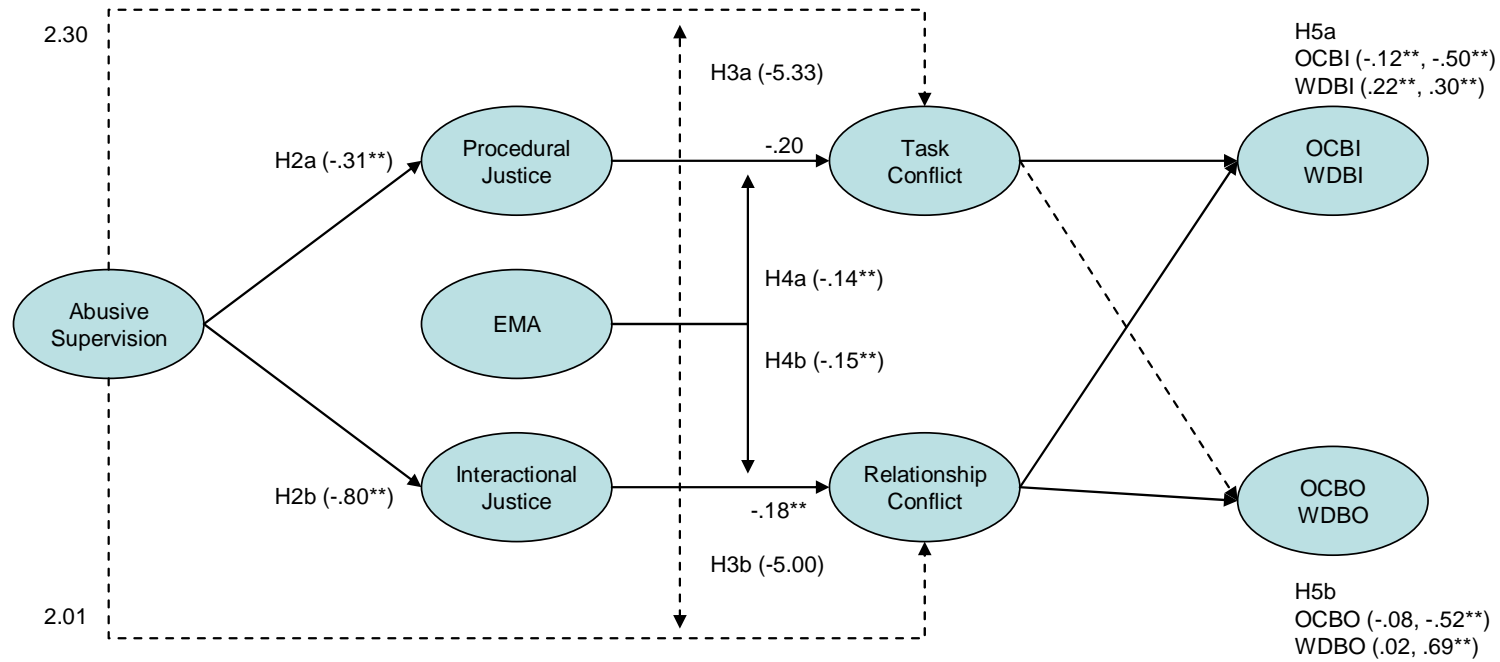 2.30
H5a
OCBI (-.12**, -.50**)
WDBI (.22**, .30**)
H3a (-5.33)
H2a (-.31**)
Procedural
Justice
-.20
Task
Conflict
OCBI
WDBI
H4a (-.14**)
Abusive
Supervision
EMA
H4b (-.15**)
H2b (-.80**)
Interactional
Justice
-.18**
Relationship
Conflict
OCBO
WDBO
H3b (-5.00)
2.01
H5b
OCBO (-.08, -.52**)
WDBO (.02, .69**)